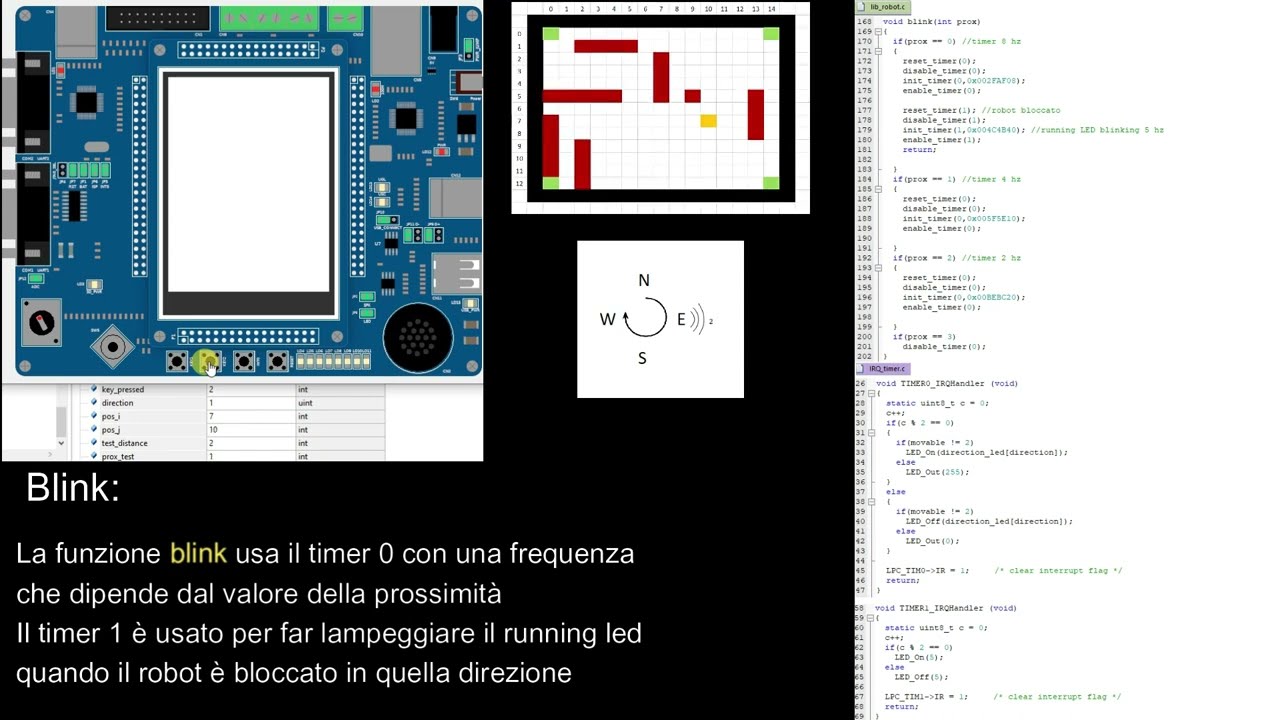 0 1 2 3 4 5 6 7 8 9 10 11 12 13 14
0
1
2
3
4
5
6
7
8
9
10
11
12
N
W E 2
S
key_pressed 2 int
direction 1 uint
pos_i 7 int
pos_j 10 int
test_distance 2 int
prox_test 1 int
Blink:
La funzione blink usa il timer 0 con una frequenza
che dipende dal valore della prossimità
Il timer 1 è usato per far lampeggiare il running led
quando il robot è bloccato in quella direzione
lib_robot.c
168 void blink(int prox)
169 {
170 if(prox == 0) //timer 8 hz
171 {
172 reset_timer(0);
173 disable_timer(0);
174 init_timer(0,0x002FAF08);
175 enable_timer(0);
176
177 reset_timer(1); //robot bloccato
178 disable_timer(1);
179 init_timer(1,0x004C4B40); //running LED blinking 5 hz
180 enable_timer(1);
181 return;
182
183 }
184 if(prox == 1) //timer 4 hz
185 {
186 reset_timer(0);
187 disable_timer(0);
188 init_timer(0,0x005F5E10);
189 enable_timer(0);
190
191 }
192 if(prox == 2) //timer 2 hz
193 {
194 reset_timer(0);
195 disable_timer(0);
196 init_timer(0,0x00BEBC20);
197 enable_timer(0);
198
199 }
200 if(prox == 3)
201 disable_timer(0);
202 }
IRQ_timer.c
26 void TIMER0_IRQHandler (void)
27 {
28 static uint8_t c = 0;
29 c++;
30 if(c % 2 == 0)
31 {
32 if(movable != 2)
33 LED_On(direction_led[direction]);
34 else
35 LED_Out(255);
36 }
37 else
38 {
39 if(movable != 2)
40 LED_Off(direction_led[direction]);
41 else
42 LED_Out(0);
43 }
44
45 LPC_TIM0->IR = 1; /* clear interrupt flag */
46 return;
47 }
58 void TIMER1_IRQHandler (void)
59 {
60 static uint8_t c = 0;
61 c++;
62 if(c % 2 == 0)
63 LED_On(5);
64 else
65 LED_Off(5);
66
67 LPC_TIM1->IR = 1; /* clear interrupt flag */
68 return;
69 }